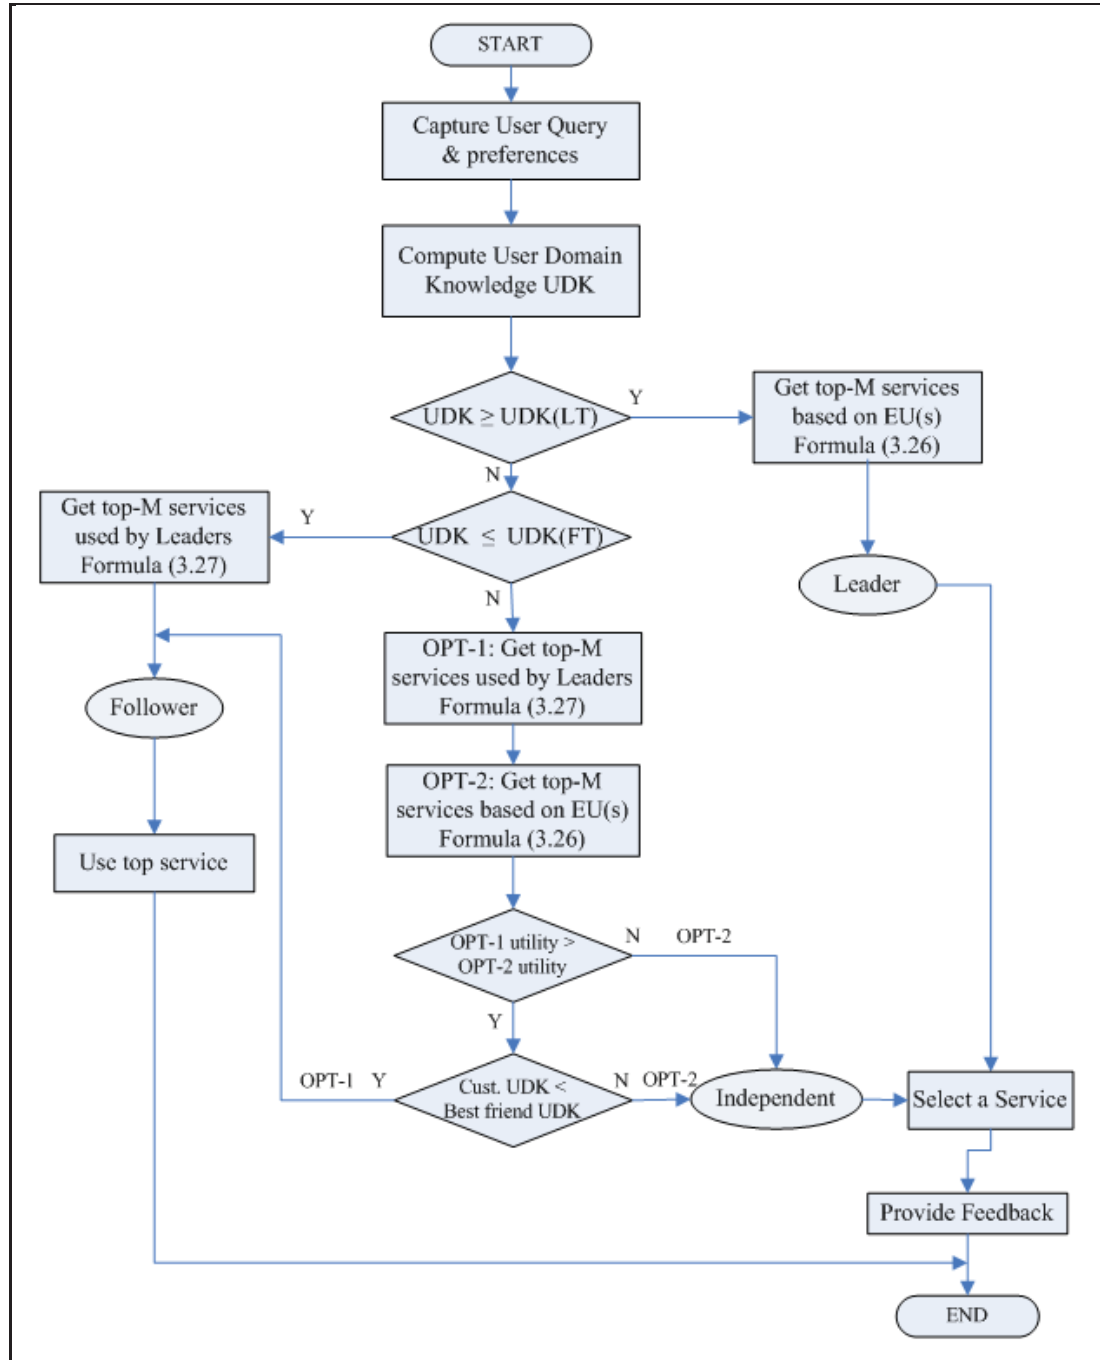 START
Capture User Query
& preferences
Compute User Domain
Knowledge UDK
UDK ≥ UDK(LT)
Y
Get top-M services
based on EU(s)
Formula (3.26)
N
Get top-M services
used by Leaders
Formula (3.27)
Y
UDK ≤ UDK(FT)
Leader
N
OPT-1: Get top-M
services used by Leaders
Formula (3.27)
Follower
OPT-2: Get top-M
services based on EU(s)
Formula (3.26)
Use top service
OPT-1 utility >
OPT-2 utility
N OPT-2
Y
OPT-1 Y
Cust. UDK <
Best friend UDK
N OPT-2
Independent
Select a Service
Provide Feedback
END